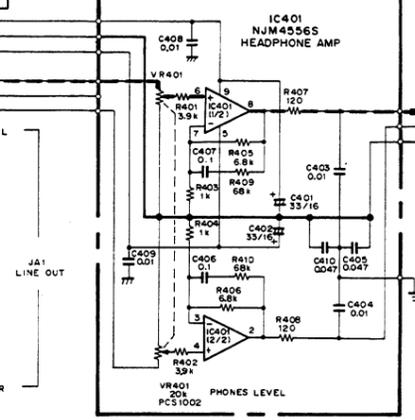 IC401
NJM4556S
HEADPHONE AMP
C408
0.01
VR401
R401
3.9k
6
+
9
IC401
(1/2)
8
R407
120
7
-
5
L
C407
0.1
R405
6.8k
R409
68k
R403
1k
C403
0.01
+
C401
33/16
R404
1k
C402
33/16
+
C409
0.01
JA1
LINE OUT
C406
0.1
R410
68k
C410
0.047
C405
0.047
R406
6.8k
3
-
IC401
(2/2)
2
4
+
R408
120
C404
0.01
R402
3.9k
R
VR401
20k
PCS1002
PHONES LEVEL